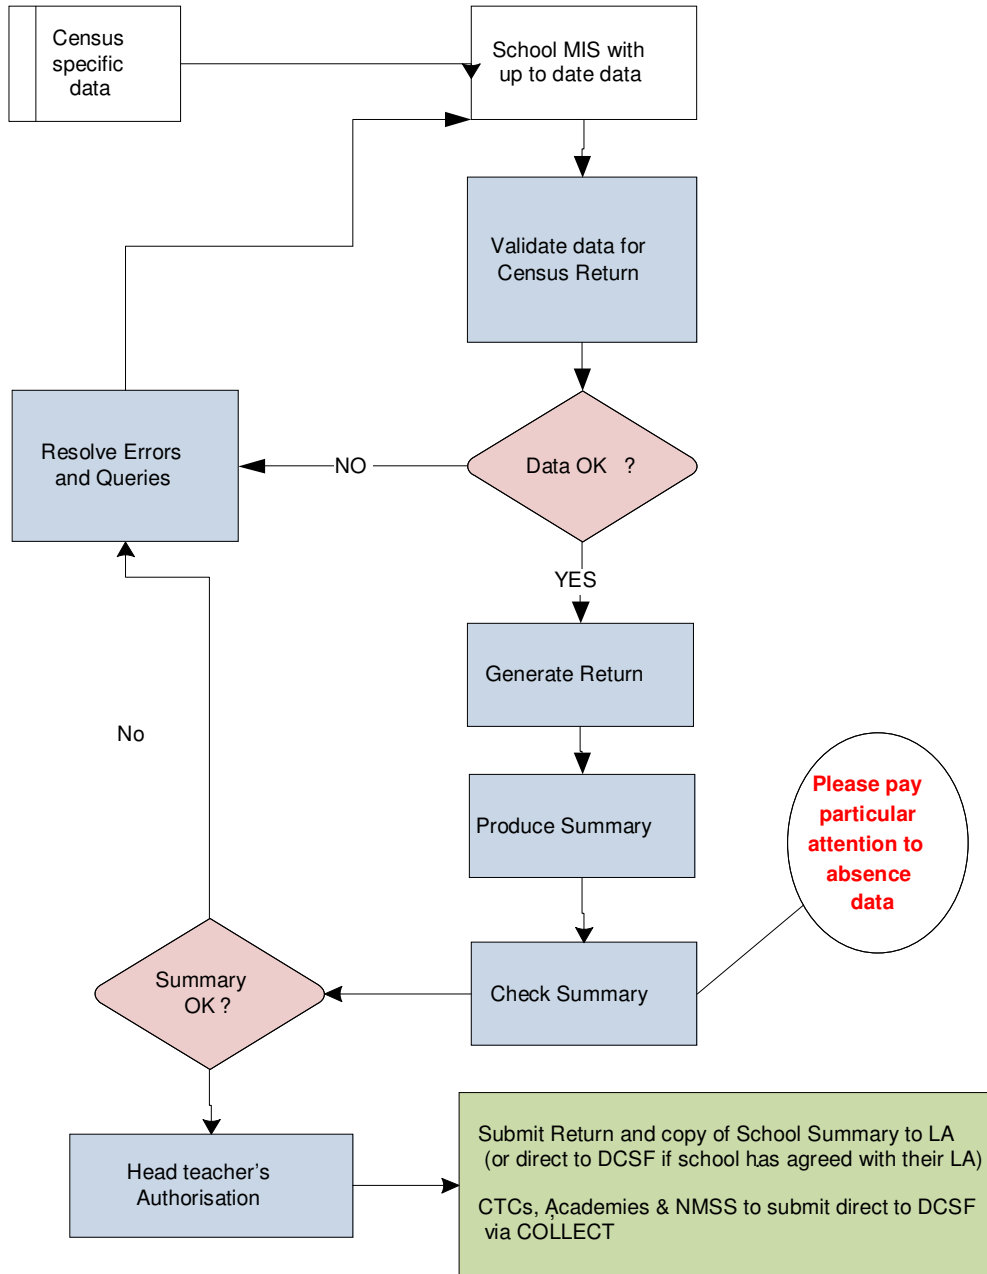 Census
specific
data
School MIS with
up to date data
Validate data for
Census Return
Resolve Errors
and Queries
NO
Data OK ?
YES
Generate Return
No
Produce Summary
Please pay
particular
attention to
absence
data
Summary
OK ?
Check Summary
Head teacher's
Authorisation
Submit Return and copy of School Summary to LA
(or direct to DCSF if school has agreed with their LA)
CTCs, Academies & NMSS to submit direct to DCSF
via COLLECT